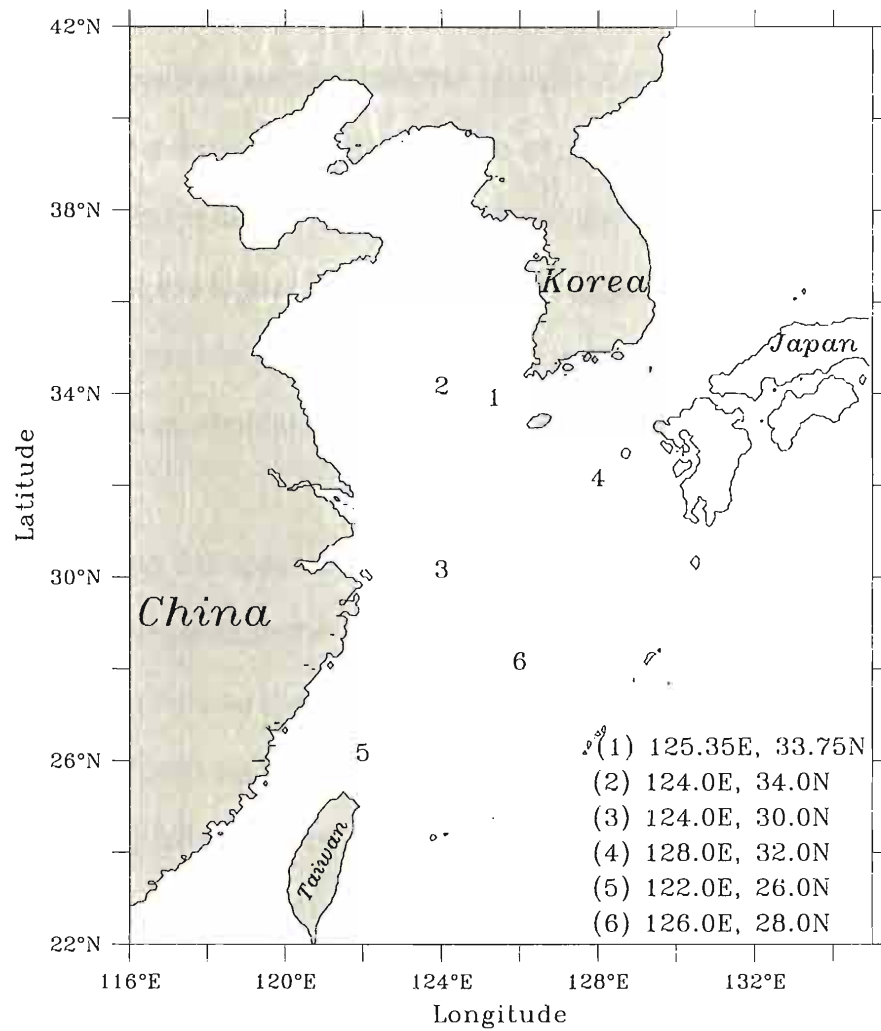 42°N
38°N
34°N
30°N
26°N
22°N
Latitude
Korea
Japan
2
1
4
3
China
6
5
Taiwan
(1) 125.35E, 33.75N
(2) 124.0E, 34.0N
(3) 124.0E, 30.0N
(4) 128.0E, 32.0N
(5) 122.0E, 26.0N
(6) 126.0E, 28.0N
116°E
120°E
124°E
128°E
132°E
Longitude